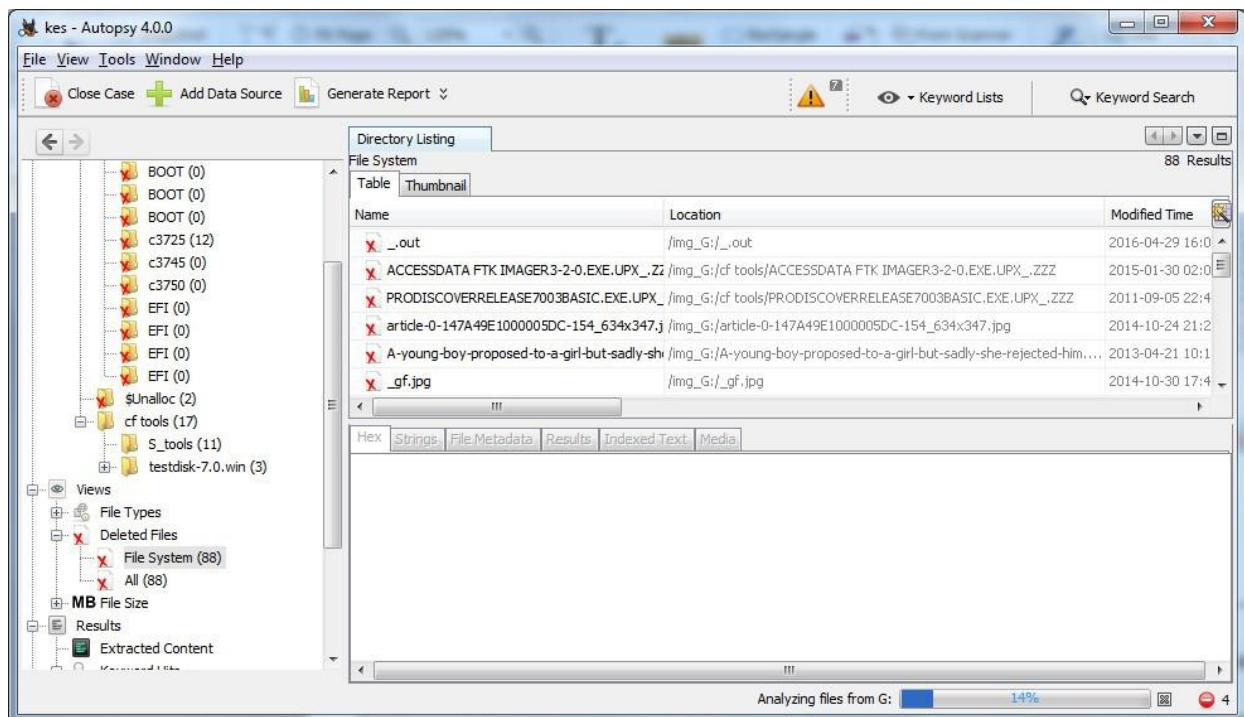 kes - Autopsy 4.0.0
File View Tools Window Help
Close Case Add Data Source Generate Report 7 Keyword Lists Keyword Search
BOOT (0)
BOOT (0)
BOOT (0)
c3725 (12)
c3745 (0)
c3750 (0)
EFI (0)
EFI (0)
EFI (0)
EFI (0)
$Unalloc (2)
cf tools (17)
S_tools (11)
testdisk-7.0.win (3)
Views
File Types
Deleted Files
File System (88)
All (88)
MB File Size
Results
Extracted Content
Directory Listing
File System 88 Results
Table Thumbnail
Name Location Modified Time
_.out /img_G:/_.out 2016-04-29 16:0
ACCESSDATA FTK IMAGER3-2-0.EXE.UPX_.ZZ /img_G:/cf tools/ACCESSDATA FTK IMAGER3-2-0.EXE.UPX_.ZZZ 2015-01-30 02:0
PRODISCOVERRELEASE7003BASIC.EXE.UPX_ /img_G:/cf tools/PRODISCOVERRELEASE7003BASIC.EXE.UPX_.ZZZ 2011-09-05 22:4
article-0-147A49E1000005DC-154_634x347.j /img_G:/article-0-147A49E1000005DC-154_634x347.jpg 2014-10-24 21:2
A-young-boy-proposed-to-a-girl-but-sadly-sh /img_G:/A-young-boy-proposed-to-a-girl-but-sadly-she-rejected-him.... 2013-04-21 10:1
_gf.jpg /img_G:/_gf.jpg 2014-10-30 17:4
Hex Strings File Metadata Results Indexed Text Media
Analyzing files from G: 14% 4